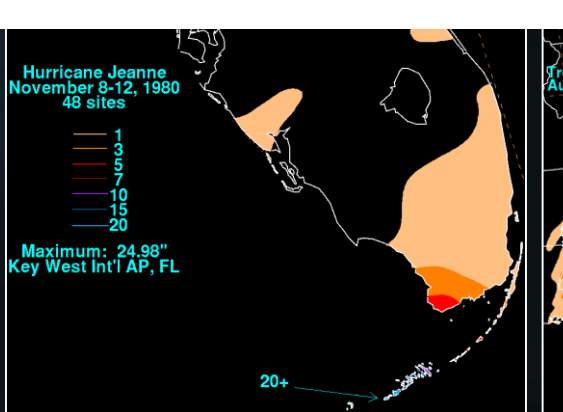 Hurricane Jeanne
November 8-12, 1980
48 sites
1
3
5
7
10
15
20
Maximum: 24.98"
Key West Int'l AP, FL
20+